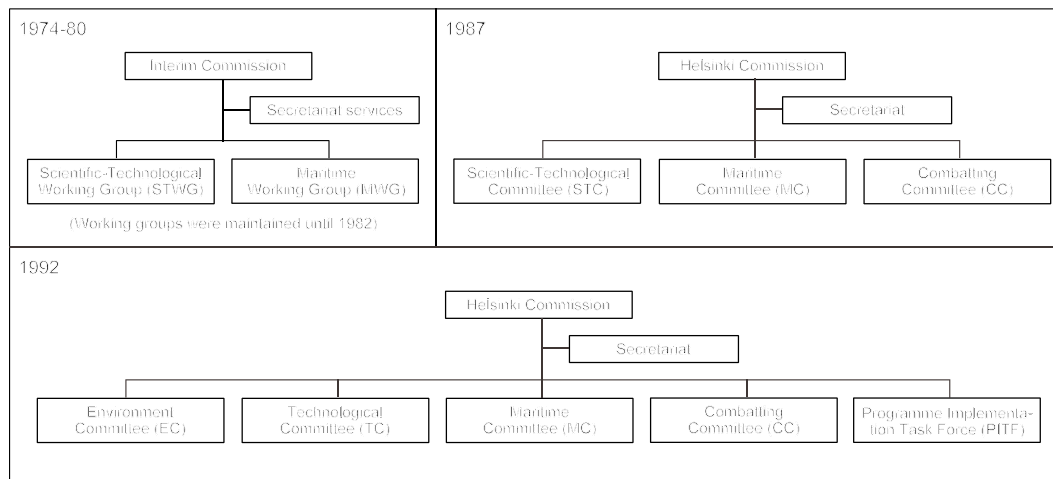 1974-80
Interim Commission
Secretariat services
Scientific-Technological
Working Group (STWG)
Maritime
Working Group (MWG)
(Working groups were maintained until 1982)
1987
Helsinki Commission
Secretariat
Scientific-Technological
Committee (STC)
Maritime
Committee (MC)
Combatting
Committee (CC)
1992
Helsinki Commission
Secretariat
Environment
Committee (EC)
Technological
Committee (TC)
Maritime
Committee (MC)
Combatting
Committee (CC)
Programme Implementa-
tion Task Force (PITF)